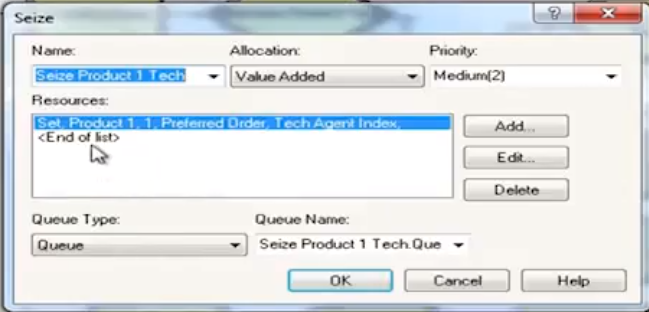 Seize
Name: Allocation: Priority:
Seize Product 1 Tech Value Added Medium(2)
Resources:
Set, Product 1, 1, Preferred Order, Tech Agent Index,
<End of list>
Add...
Edit...
Delete
Queue Type: Queue Name:
Queue Seize Product 1 Tech.Que
OK Cancel Help